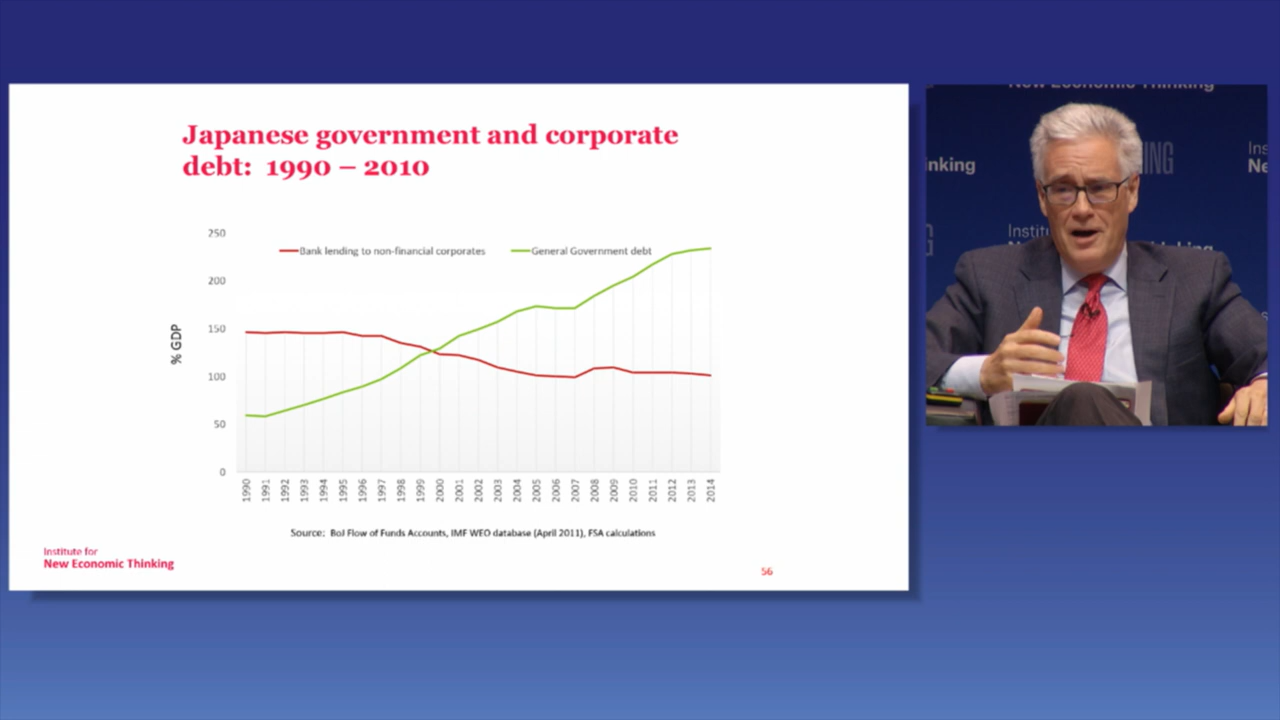 Japanese government and corporate
debt: 1990 – 2010
250
200
150
100
50
0
% GDP
Bank lending to non-financial corporates
General Government debt
1990
1991
1992
1993
1994
1995
1996
1997
1998
1999
2000
2001
2002
2003
2004
2005
2006
2007
2008
2009
2010
2011
2012
2013
2014
Source: BoJ Flow of Funds Accounts, IMF WEO database (April 2011), FSA calculations
Institute for
New Economic Thinking
56
New Economic Thinking
nking
ING
Ins
Ne
Institu